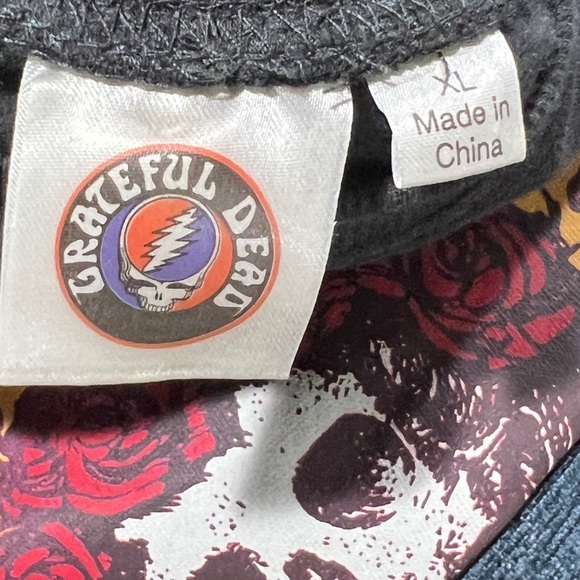 GRATEFUL DEAD
XL
Made in
China